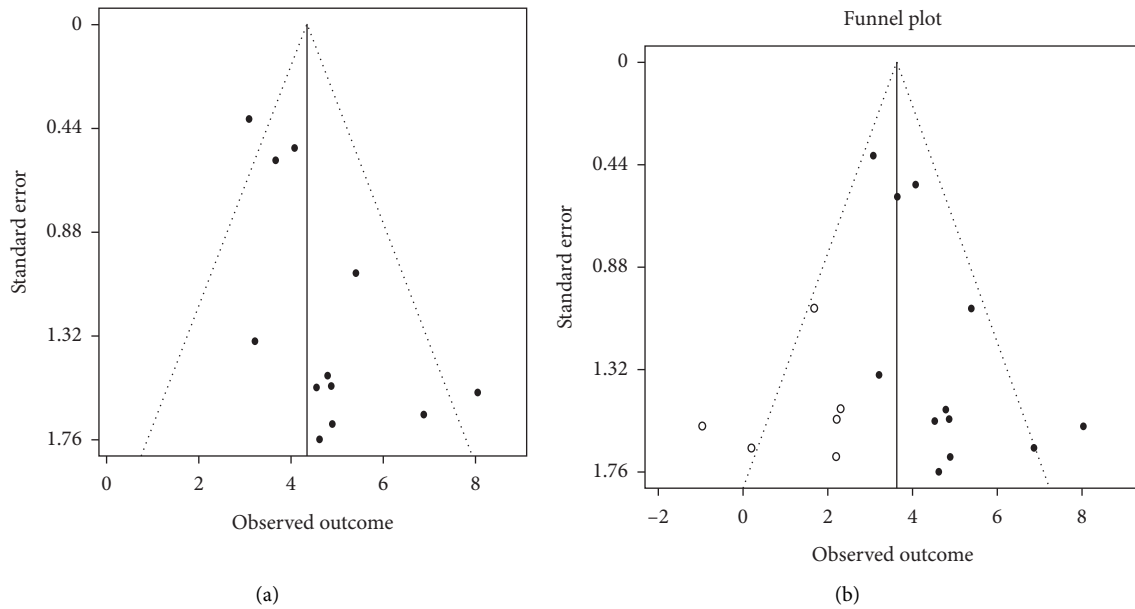 0
0.44
0.88
1.32
1.76
Standard error
0 2 4 6 8
Observed outcome
(a)
Funnel plot
0
0.44
0.88
1.32
1.76
Standard error
−2 0 2 4 6 8
Observed outcome
(b)